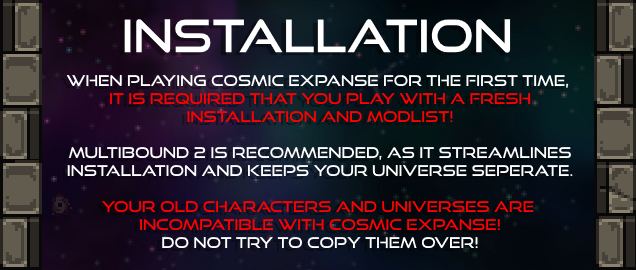 INSTALLATION
WHEN PLAYING COSMIC EXPANSE FOR THE FIRST TIME,
IT IS REQUIRED THAT YOU PLAY WITH A FRESH
INSTALLATION AND MODLIST!
MULTIBOUND 2 IS RECOMMENDED, AS IT STREAMLINES
INSTALLATION AND KEEPS YOUR UNIVERSE SEPERATE.
YOUR OLD CHARACTERS AND UNIVERSES ARE
INCOMPATIBLE WITH COSMIC EXPANSE!
DO NOT TRY TO COPY THEM OVER!